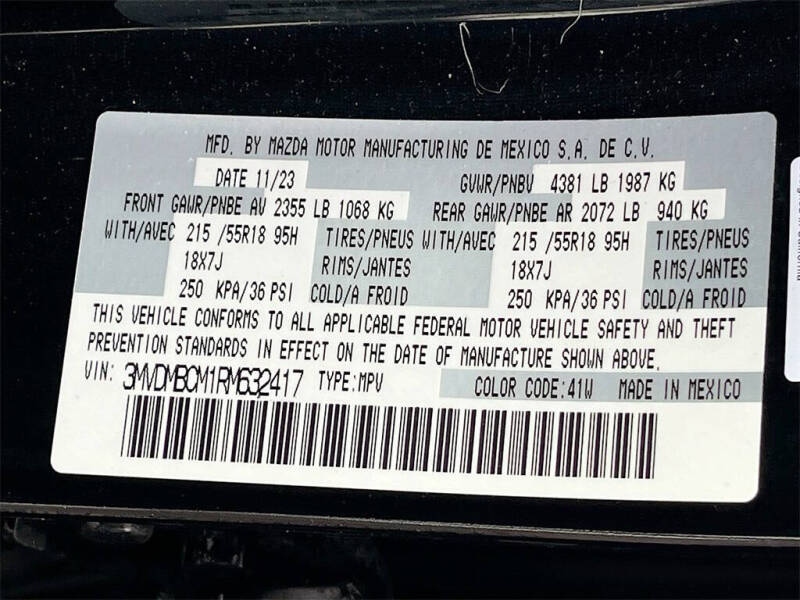 MFD. BY MAZDA MOTOR MANUFACTURING DE MEXICO S.A. DE C.V.
DATE 11/23 GVWR/PNBV 4381 LB 1987 KG
FRONT GAWR/PNBE AV 2355 LB 1068 KG REAR GAWR/PNBE AR 2072 LB 940 KG
WITH/AVEC 215 /55R18 95H TIRES/PNEUS WITH/AVEC 215 /55R18 95H TIRES/PNEUS
18X7J RIMS/JANTES 18X7J RIMS/JANTES
250 KPA/36 PSI COLD/A FROID 250 KPA/36 PSI COLD/A FROID
THIS VEHICLE CONFORMS TO ALL APPLICABLE FEDERAL MOTOR VEHICLE SAFETY AND THEFT
PREVENTION STANDARDS IN EFFECT ON THE DATE OF MANUFACTURE SHOWN ABOVE.
VIN: 3MVDMBCM1RM632417 TYPE:MPV COLOR CODE:41W MADE IN MEXICO